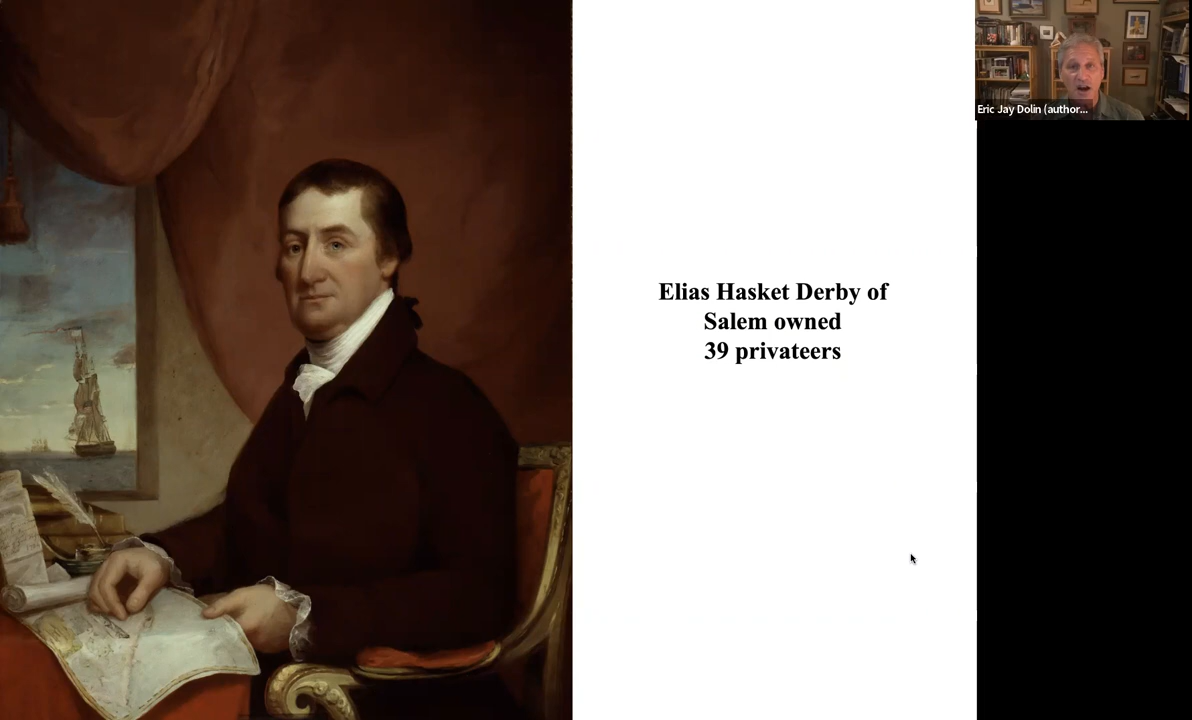 Elias Hasket Derby of
Salem owned
39 privateers
Eric Jay Dolin (author...